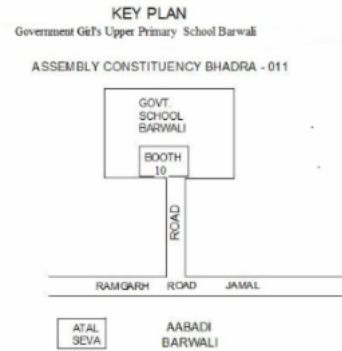 KEY PLAN
Government Girl's Upper Primary School Barwali
ASSEMBLY CONSTITUENCY BHADRA - 011
GOVT.
SCHOOL
BARWALI
BOOTH
10
ROAD
RAMGARH ROAD JAMAL
ATAL
SEVA
AABADI
BARWALI